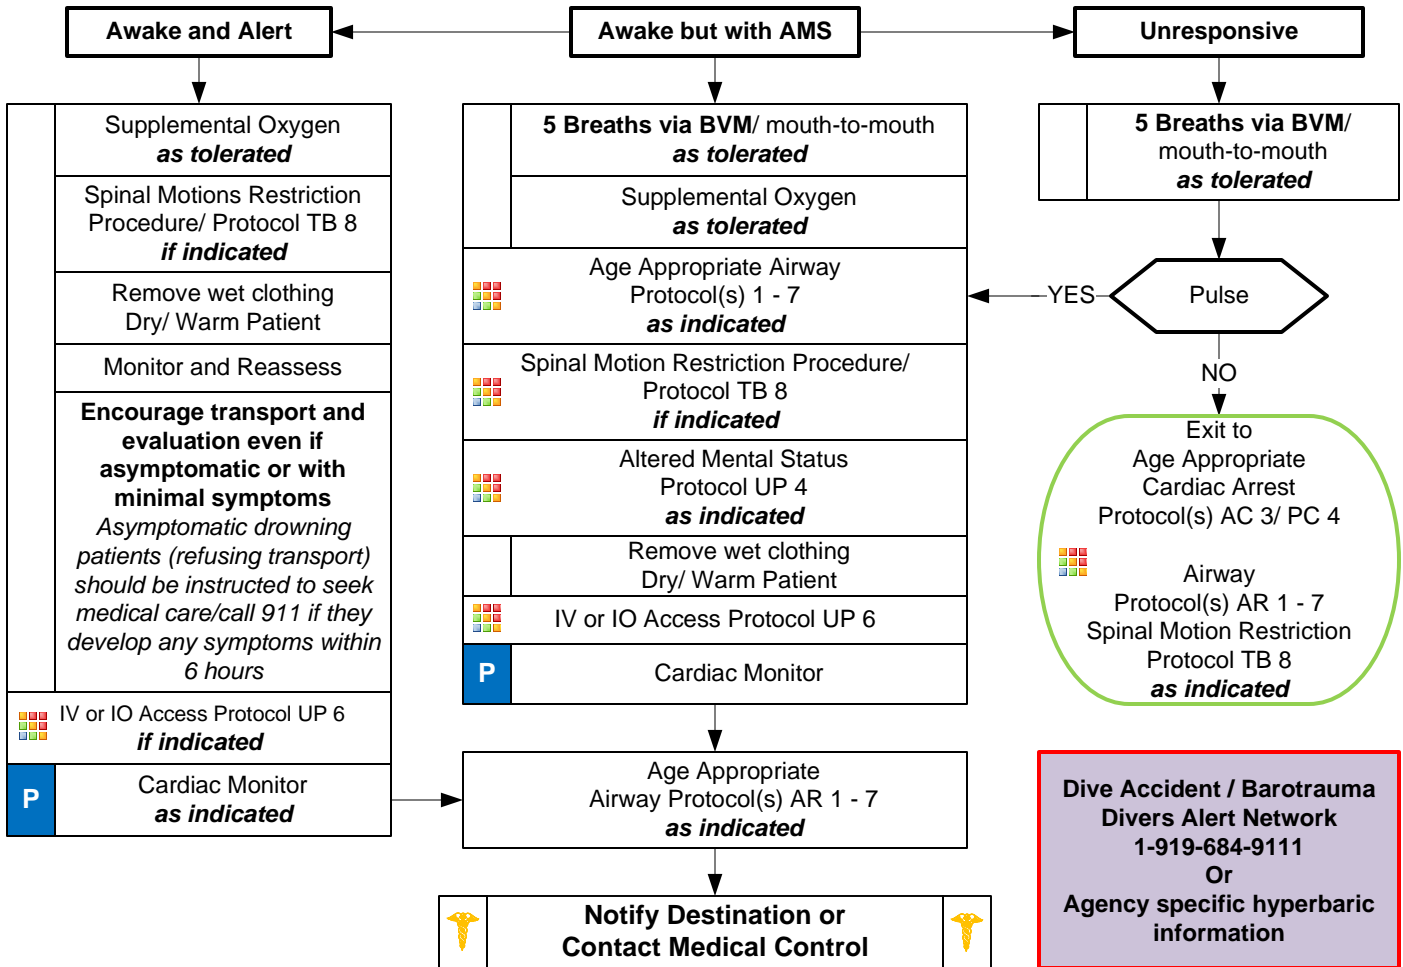 Awake and Alert
Awake but with AMS
Unresponsive
Supplemental Oxygen
as tolerated
Spinal Motions Restriction
Procedure/ Protocol TB 8
if indicated
Remove wet clothing
Dry/ Warm Patient
Monitor and Reassess
Encourage transport and
evaluation even if
asymptomatic or with
minimal symptoms
Asymptomatic drowning
patients (refusing transport)
should be instructed to seek
medical care/call 911 if they
develop any symptoms within
6 hours
IV or IO Access Protocol UP 6
if indicated
P
Cardiac Monitor
as indicated
5 Breaths via BVM/ mouth-to-mouth
as tolerated
Supplemental Oxygen
as tolerated
Age Appropriate Airway
Protocol(s) 1 - 7
as indicated
Spinal Motion Restriction Procedure/
Protocol TB 8
if indicated
Altered Mental Status
Protocol UP 4
as indicated
Remove wet clothing
Dry/ Warm Patient
IV or IO Access Protocol UP 6
P
Cardiac Monitor
Age Appropriate
Airway Protocol(s) AR 1 - 7
as indicated
Notify Destination or
Contact Medical Control
5 Breaths via BVM/
mouth-to-mouth
as tolerated
YES
Pulse
NO
Exit to
Age Appropriate
Cardiac Arrest
Protocol(s) AC 3/ PC 4
Airway
Protocol(s) AR 1 - 7
Spinal Motion Restriction
Protocol TB 8
as indicated
Dive Accident / Barotrauma
Divers Alert Network
1-919-684-9111
Or
Agency specific hyperbaric
information